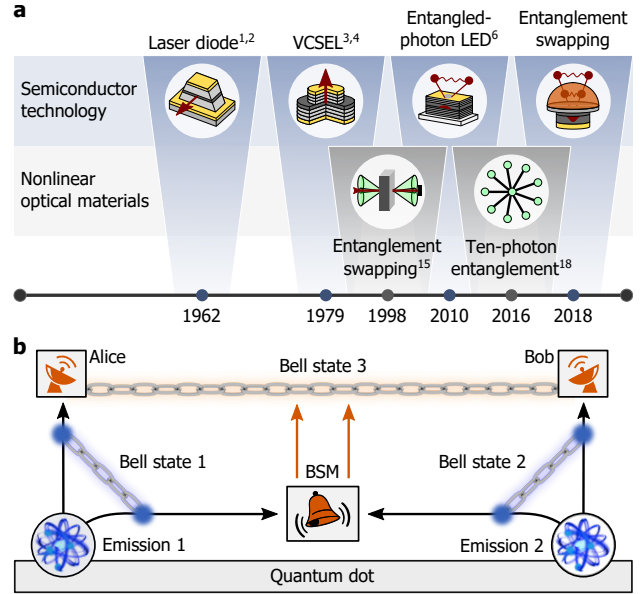 a
Laser diode1,2
VCSEL3,4
Entangled-
photon LED6
Entanglement
swapping
Semiconductor
technology
Nonlinear
optical materials
Entanglement
swapping15
Ten-photon
entanglement18
1962
1979
1998
2010
2016
2018
b
Alice
Bell state 3
Bob
Bell state 1
BSM
Bell state 2
Emission 1
Emission 2
Quantum dot